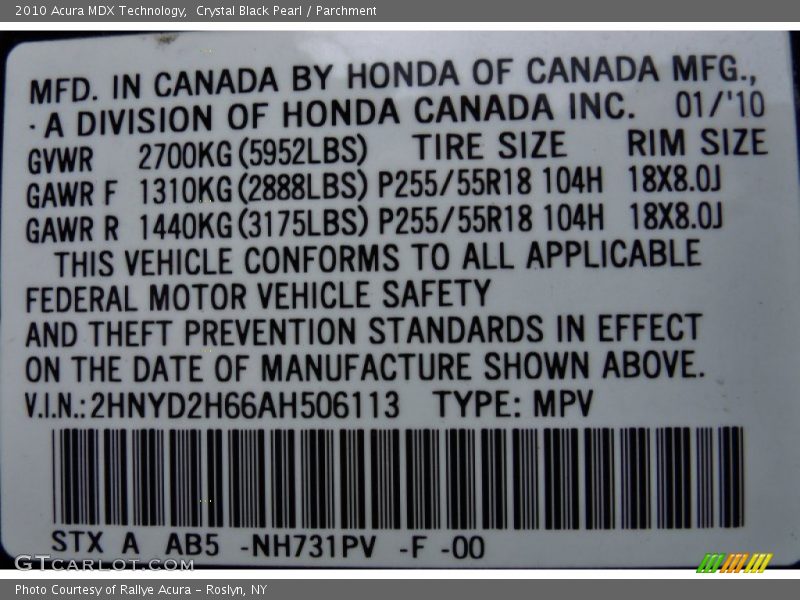 2010 Acura MDX Technology,  Crystal Black Pearl / Parchment
MFD. IN CANADA BY HONDA OF CANADA MFG.,
A DIVISION OF HONDA CANADA INC. 01/'10
GVWR 2700KG(5952LBS) TIRE SIZE RIM SIZE
GAWR F 1310KG(2888LBS) P255/55R18 104H 18X8.0J
GAWR R 1440KG(3175LBS) P255/55R18 104H 18X8.0J
THIS VEHICLE CONFORMS TO ALL APPLICABLE
FEDERAL MOTOR VEHICLE SAFETY
AND THEFT PREVENTION STANDARDS IN EFFECT
ON THE DATE OF MANUFACTURE SHOWN ABOVE.
V.I.N.:2HNYD2H66AH506113 TYPE: MPV
STX A AB5 -NH731PV -F -00
GTCARLOT.COM
Photo Courtesy of Rallye Acura – Roslyn, NY